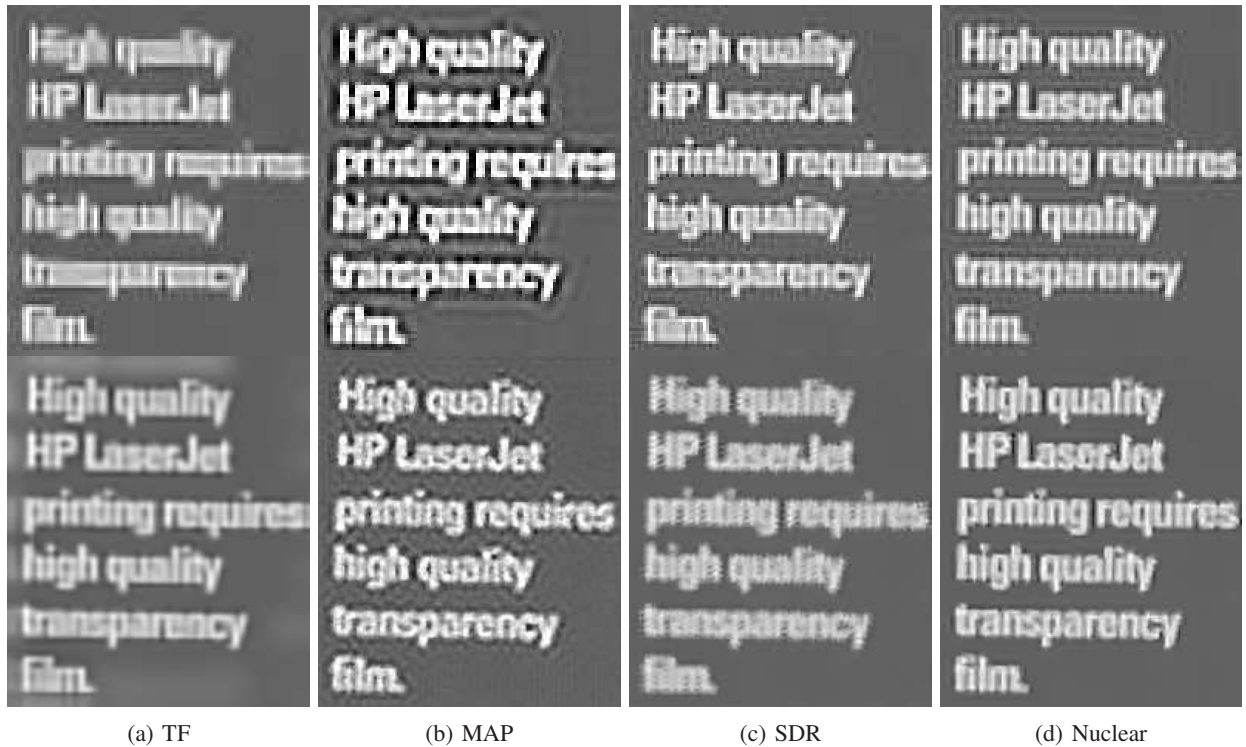 High quality High quality High quality High quality
HP LaserJet HP LaserJet HP LaserJet HP LaserJet
printing requires printing requires printing requires printing requires
high quality high quality high quality high quality
transparency transparency transparency transparency
film. film. film. film.
High quality High quality High quality High quality
HP LaserJet HP LaserJet HP LaserJet HP LaserJet
printing requires printing requires printing requires printing requires
high quality high quality high quality high quality
transparency transparency transparency transparency
film. film. film. film.
(a) TF (b) MAP (c) SDR (d) Nuclear